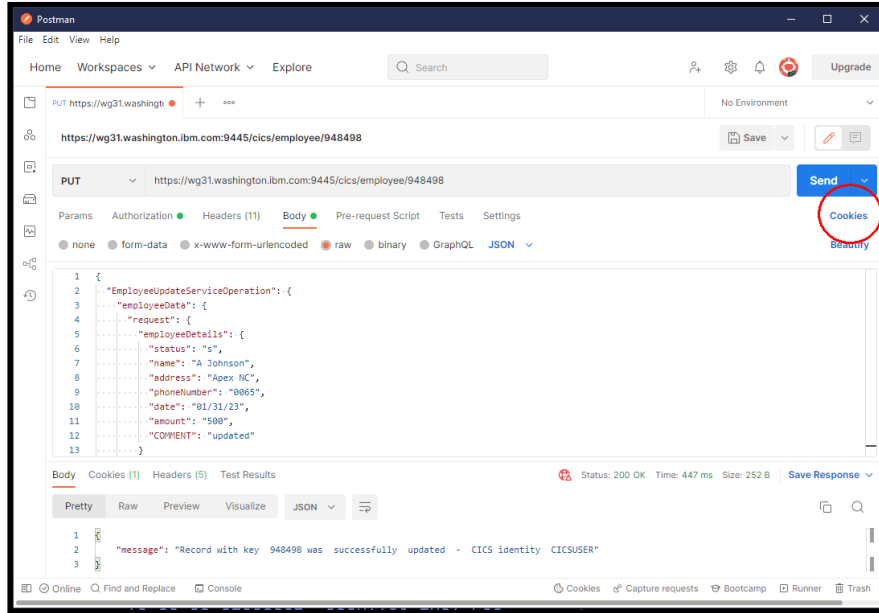 Postman
File Edit View Help
Home Workspaces API Network Explore Search Upgrade
PUT https://wg31.washingt No Environment
https://wg31.washington.ibm.com:9445/cics/employee/948498 Save
PUT https://wg31.washington.ibm.com:9445/cics/employee/948498 Send
Params Authorization Headers (11) Body Pre-request Script Tests Settings Cookies
none form-data x-www-form-urlencoded raw binary GraphQL JSON Beautify
1 {
2 "EmployeeUpdateServiceOperation": {
3 "employeeData": {
4 "request": {
5 "employeeDetails": {
6 "status": "s",
7 "name": "A Johnson",
8 "address": "Apex NC",
9 "phoneNumber": "0065",
10 "date": "01/31/23",
11 "amount": "500",
12 "COMMENT": "updated"
13 }
Body Cookies (1) Headers (5) Test Results Status: 200 OK Time: 447 ms Size: 252 B Save Response
Pretty Raw Preview Visualize JSON
1 {
2 "message": "Record with key 948498 was successfully updated - CICS identity CICSUSER"
3 }
Online Find and Replace Console Cookies Capture requests Bootcamp Runner Trash